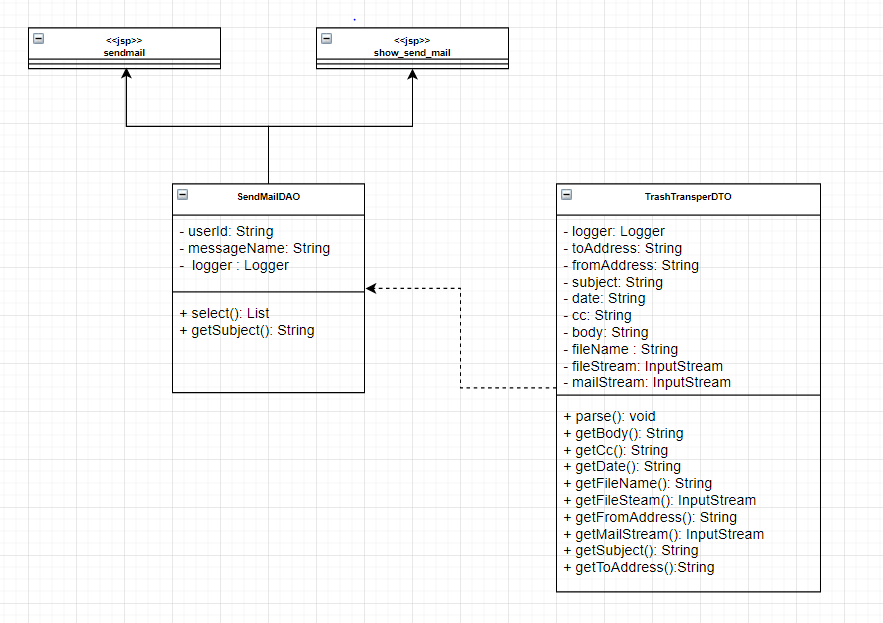 <<jsp>>
sendmail
<<jsp>>
show_send_mail
SendMailDAO
- userId: String
- messageName: String
- logger : Logger
+ select(): List
+ getSubject(): String
TrashTransperDTO
- logger: Logger
- toAddress: String
- fromAddress: String
- subject: String
- date: String
- cc: String
- body: String
- fileName : String
- fileStream: InputStream
- mailStream: InputStream
+ parse(): void
+ getBody(): String
+ getCc(): String
+ getDate(): String
+ getFileName(): String
+ getFileSteam(): InputStream
+ getFromAddress(): String
+ getMailStream(): InputStream
+ getSubject(): String
+ getToAddress():String